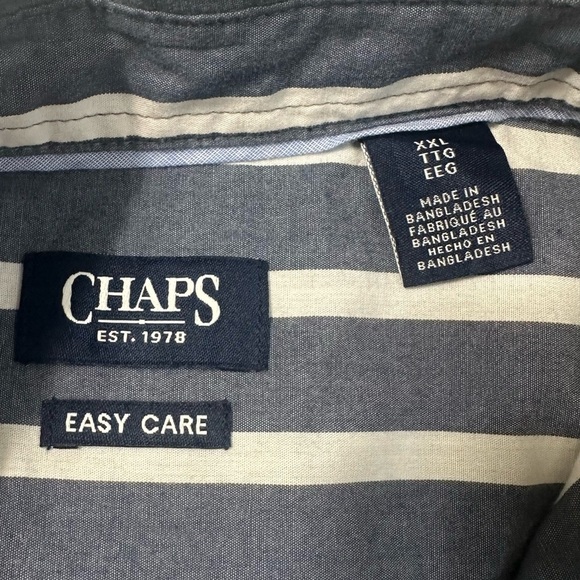 XXL
TTG
EEG
MADE IN
BANGLADESH
FABRIQUÉ AU
BANGLADESH
HECHO EN
BANGLADESH
CHAPS
EST. 1978
EASY CARE